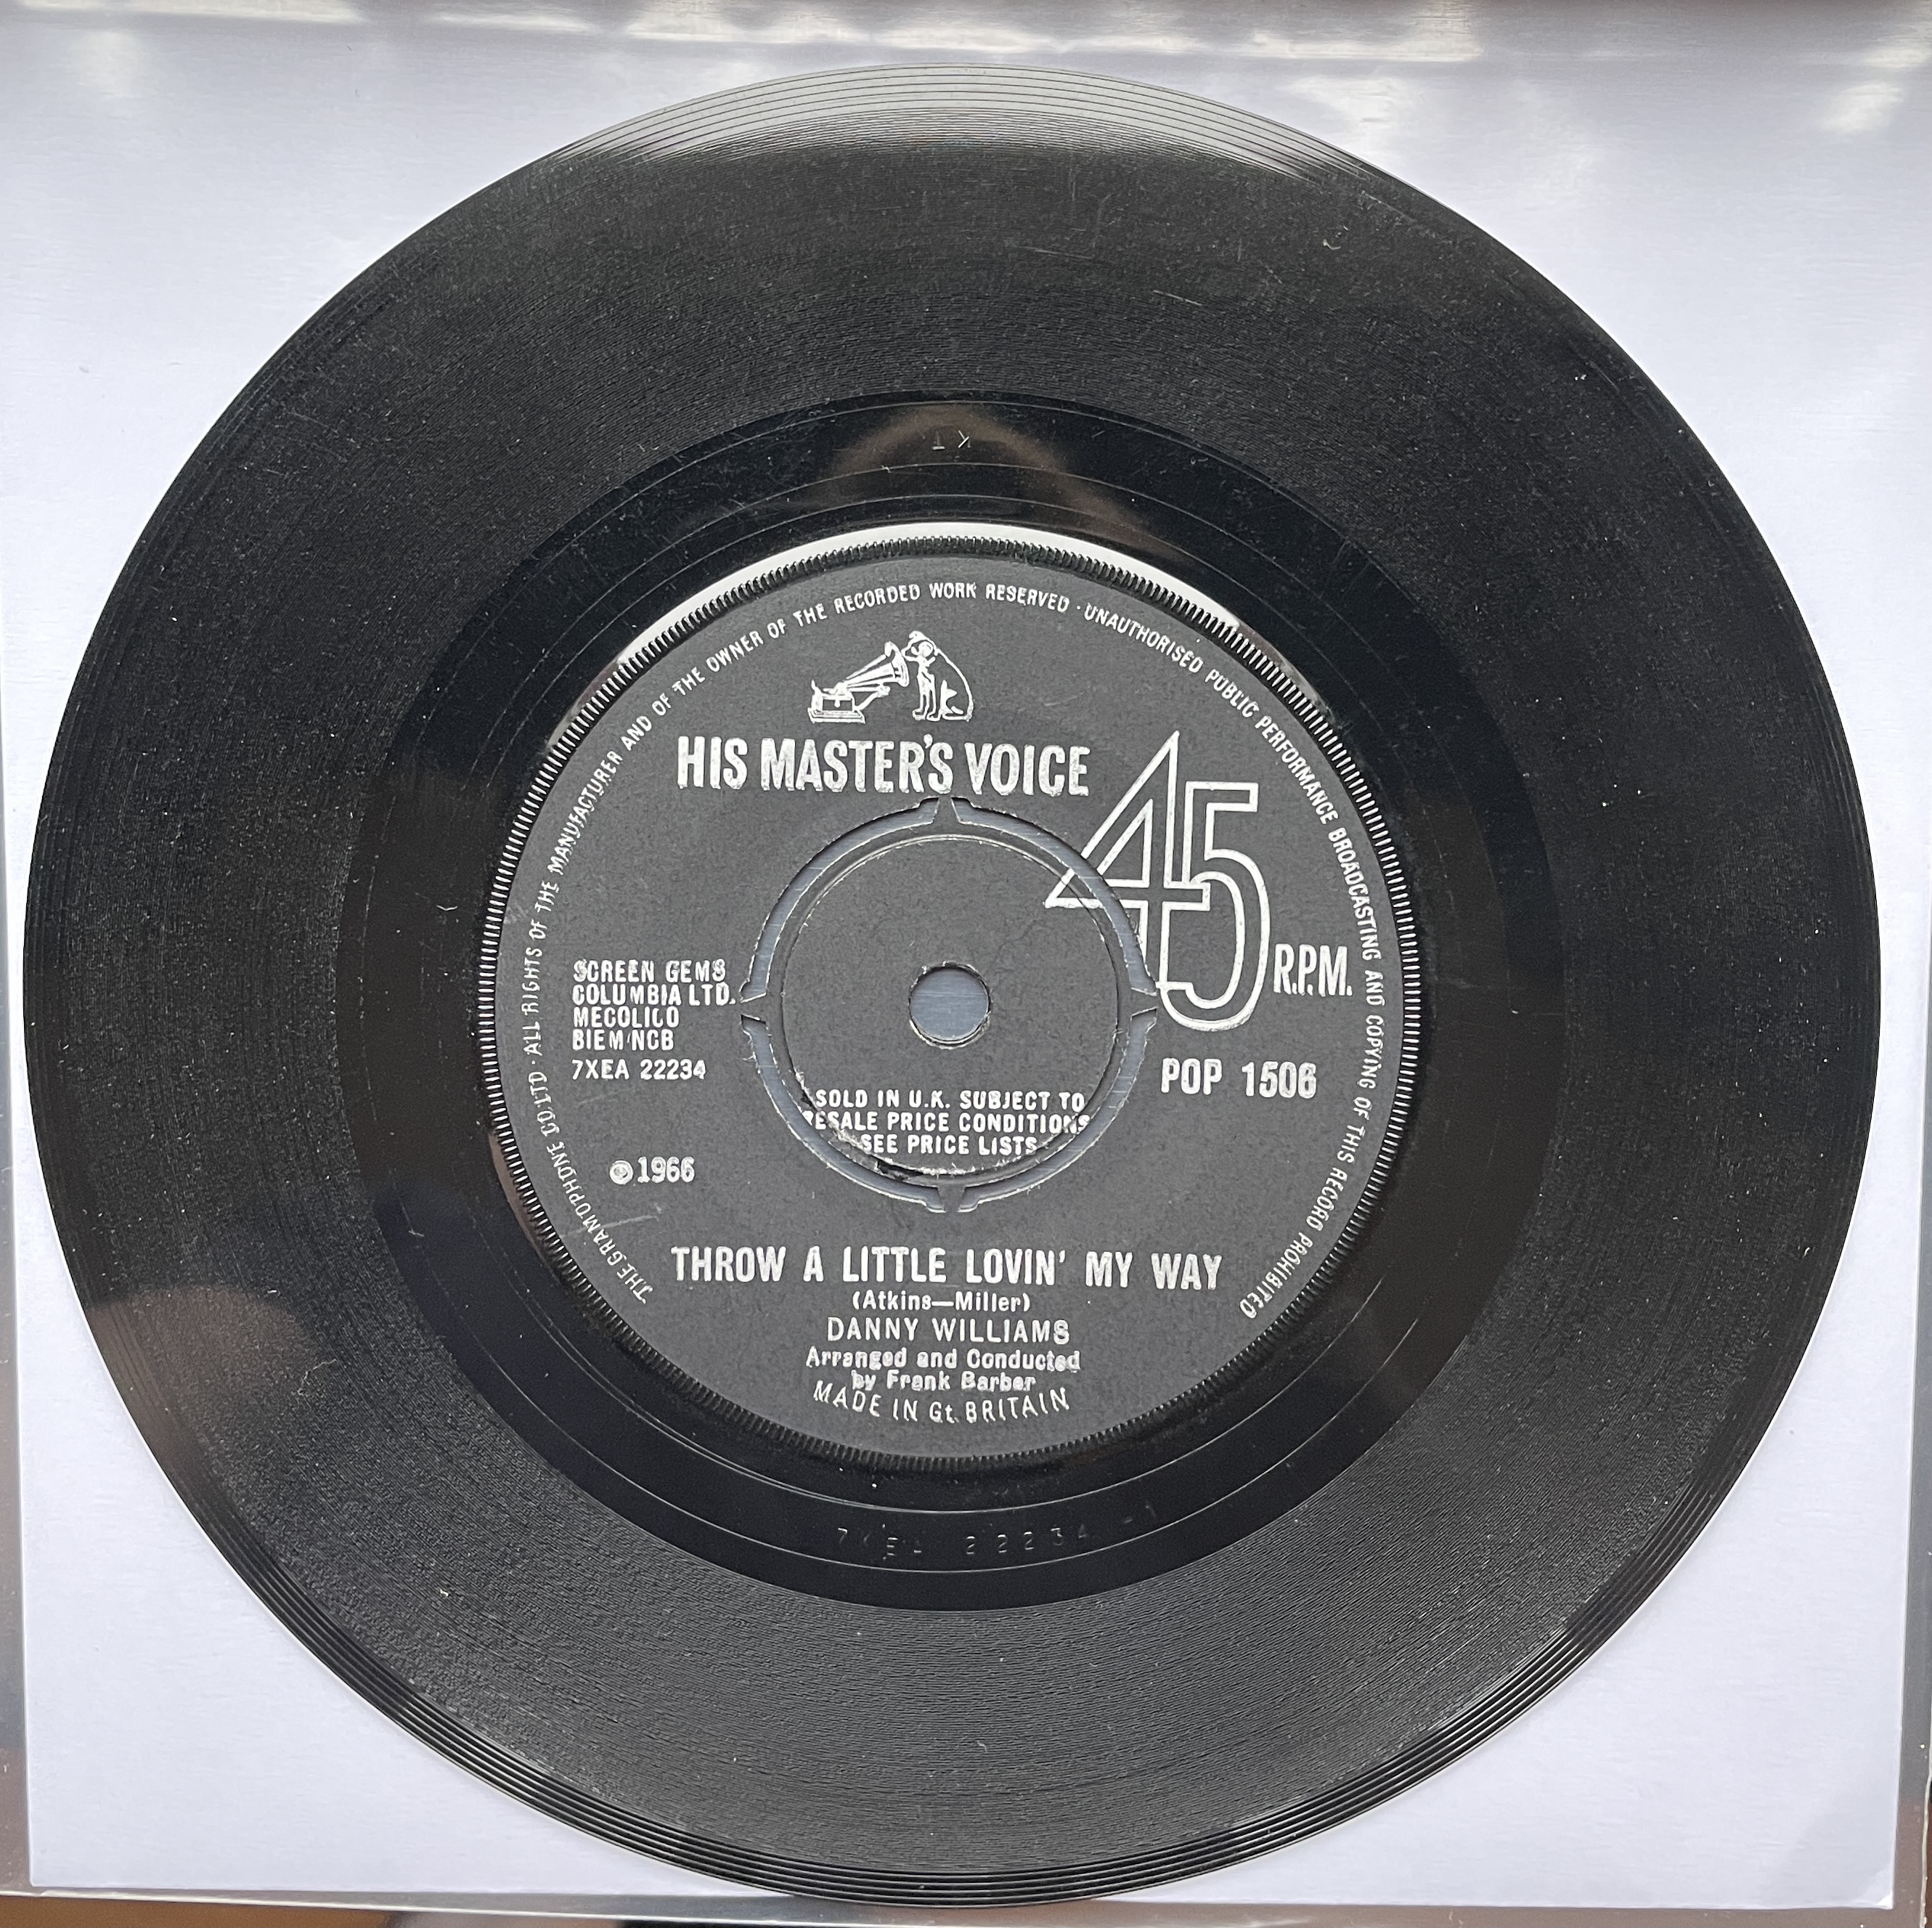 THE GRAMOPHONE CO. LTD · ALL RIGHTS OF THE MANUFACTURER AND OF THE OWNER OF THE RECORDED WORK RESERVED · UNAUTHORISED PUBLIC PERFORMANCE BROADCASTING AND COPYING OF THIS RECORD PROHIBITED
HIS MASTER'S VOICE
45 R.P.M.
SCREEN GEMS
COLUMBIA LTD.
MECOLICO
BIEM/NCB
7XEA 22234
POP 1506
SOLD IN U.K. SUBJECT TO
RESALE PRICE CONDITIONS
SEE PRICE LISTS
℗1966
THROW A LITTLE LOVIN' MY WAY
(Atkins—Miller)
DANNY WILLIAMS
Arranged and Conducted
by Frank Barber
MADE IN Gt. BRITAIN
7XEA 22234 -1